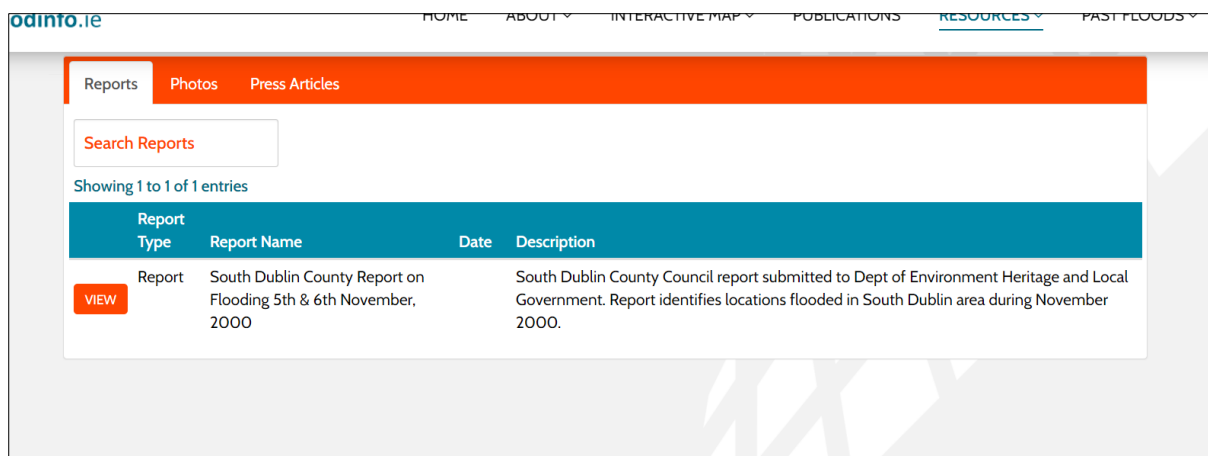 odinfo.ie HOME ABOUT INTERACTIVE MAP PUBLICATIONS RESOURCES PAST FLOODS
Reports Photos Press Articles
Search Reports
Showing 1 to 1 of 1 entries
Report
Type Report Name Date Description
Report South Dublin County Report on South Dublin County Council report submitted to Dept of Environment Heritage and Local
VIEW Flooding 5th & 6th November, Government. Report identifies locations flooded in South Dublin area during November
2000 2000.